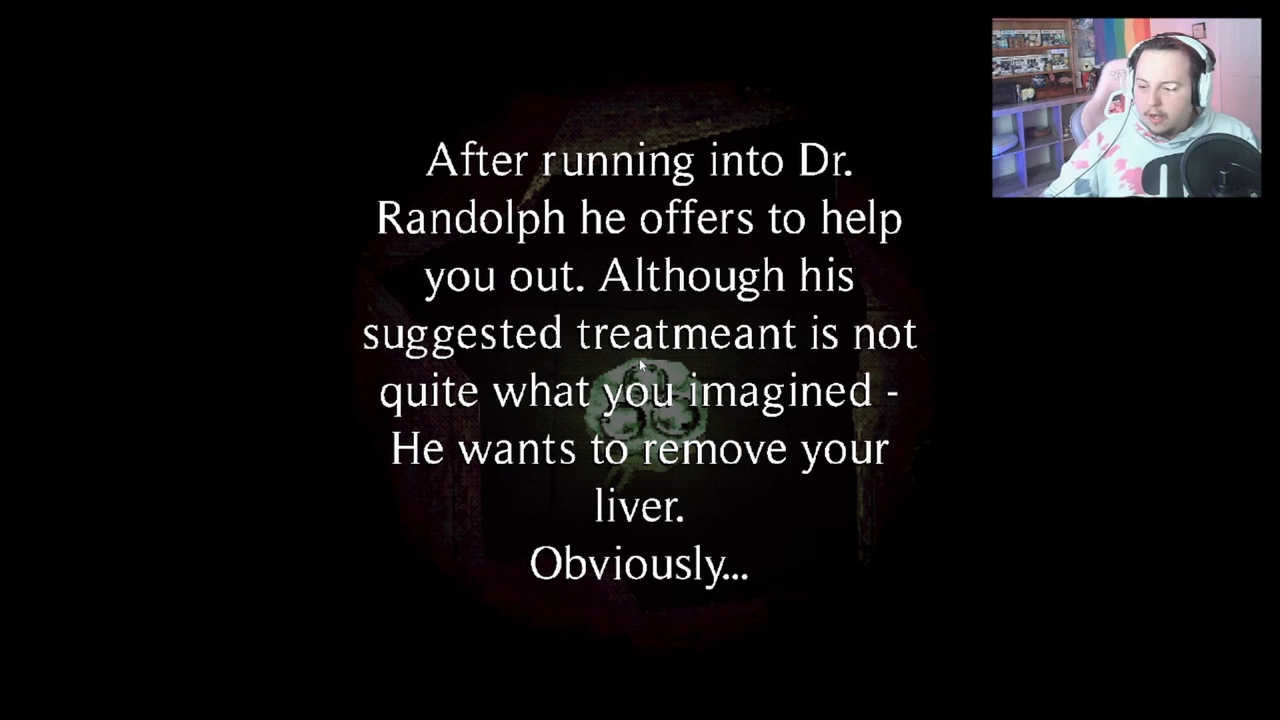 After running into Dr.
Randolph he offers to help
you out. Although his
suggested treatmeant is not
quite what you imagined -
He wants to remove your
liver.
Obviously...